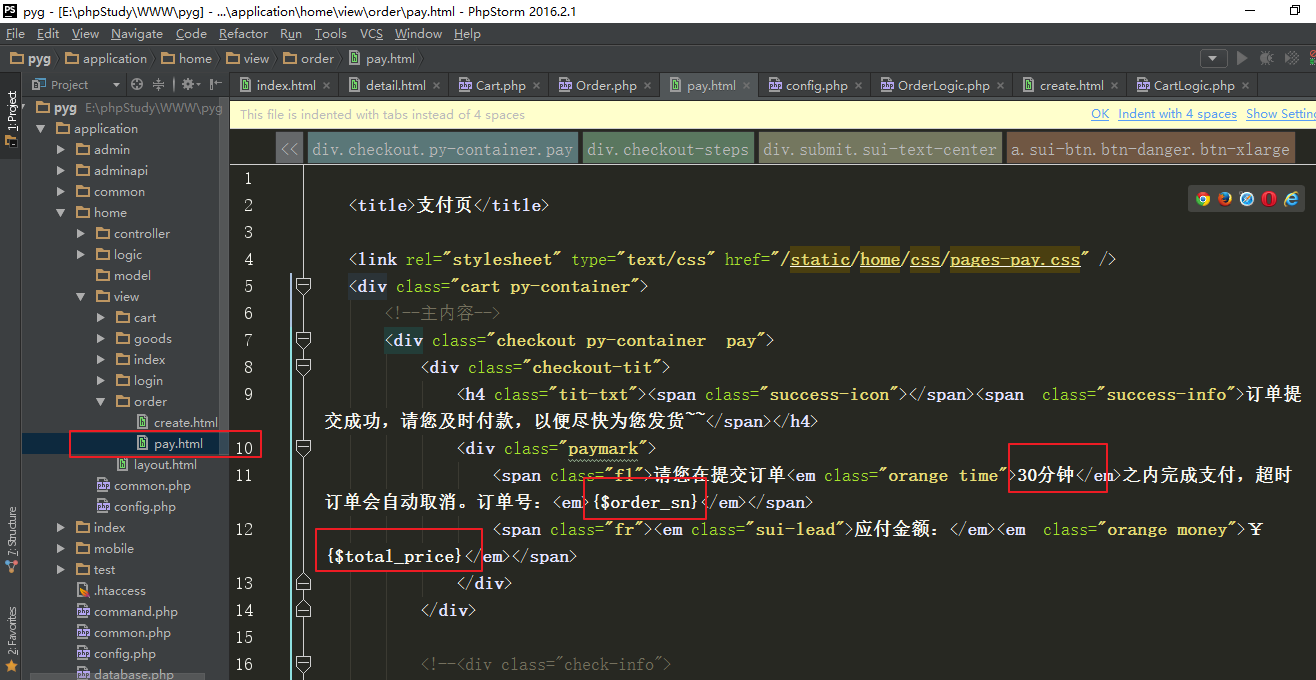 pyg - [E:\phpStudy\WWW\pyg] - ...\application\home\view\order\pay.html - PhpStorm 2016.2.1
File Edit View Navigate Code Refactor Run Tools VCS Window Help
pyg application home view order pay.html
Project
index.html detail.html Cart.php Order.php pay.html config.php OrderLogic.php create.html CartLogic.php
1: Project
7: Structure
2: Favorites
pyg E:\phpStudy\WWW\pyg
application
admin
adminapi
common
home
controller
logic
model
view
cart
goods
index
login
order
create.html
pay.html
layout.html
common.php
config.php
index
mobile
test
.htaccess
command.php
common.php
config.php
database.php
This file is indented with tabs instead of 4 spaces
OK Indent with 4 spaces Show Settin
<< div.checkout.py-container.pay div.checkout-steps div.submit.sui-text-center a.sui-btn.btn-danger.btn-xlarge
1
2 <title>支付页</title>
3
4 <link rel="stylesheet" type="text/css" href="/static/home/css/pages-pay.css" />
5 <div class="cart py-container">
6 <!--主内容-->
7 <div class="checkout py-container  pay">
8 <div class="checkout-tit">
9 <h4 class="tit-txt"><span class="success-icon"></span><span  class="success-info">订单提
交成功，请您及时付款，以便尽快为您发货~~</span></h4>
10 <div class="paymark">
11 <span class="fl">请您在提交订单<em class="orange time">30分钟</em>之内完成支付，超时
订单会自动取消。订单号：<em>{$order_sn}</em></span>
12 <span class="fr"><em class="sui-lead">应付金额：</em><em  class="orange money">￥
{$total_price}</em></span>
13 </div>
14 </div>
15
16 <!--<div class="check-info">